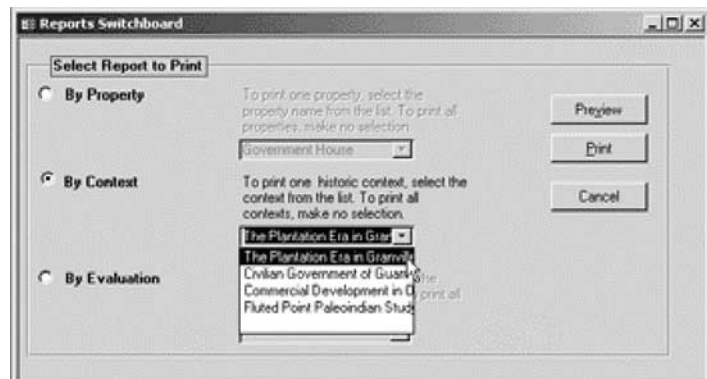 Reports Switchboard
Select Report to Print
By Property
To print one property, select the
property name from the list. To print all
properties, make no selection
Government House
Preview
Print
Cancel
By Context
To print one historic context, select the
context from the list. To print all
contexts, make no selection.
The Plantation Era in Gran
The Plantation Era in Granville
Civilian Government of Guam
Commercial Development in
Fluted Point Paleoindian Study
By Evaluation
the
print all